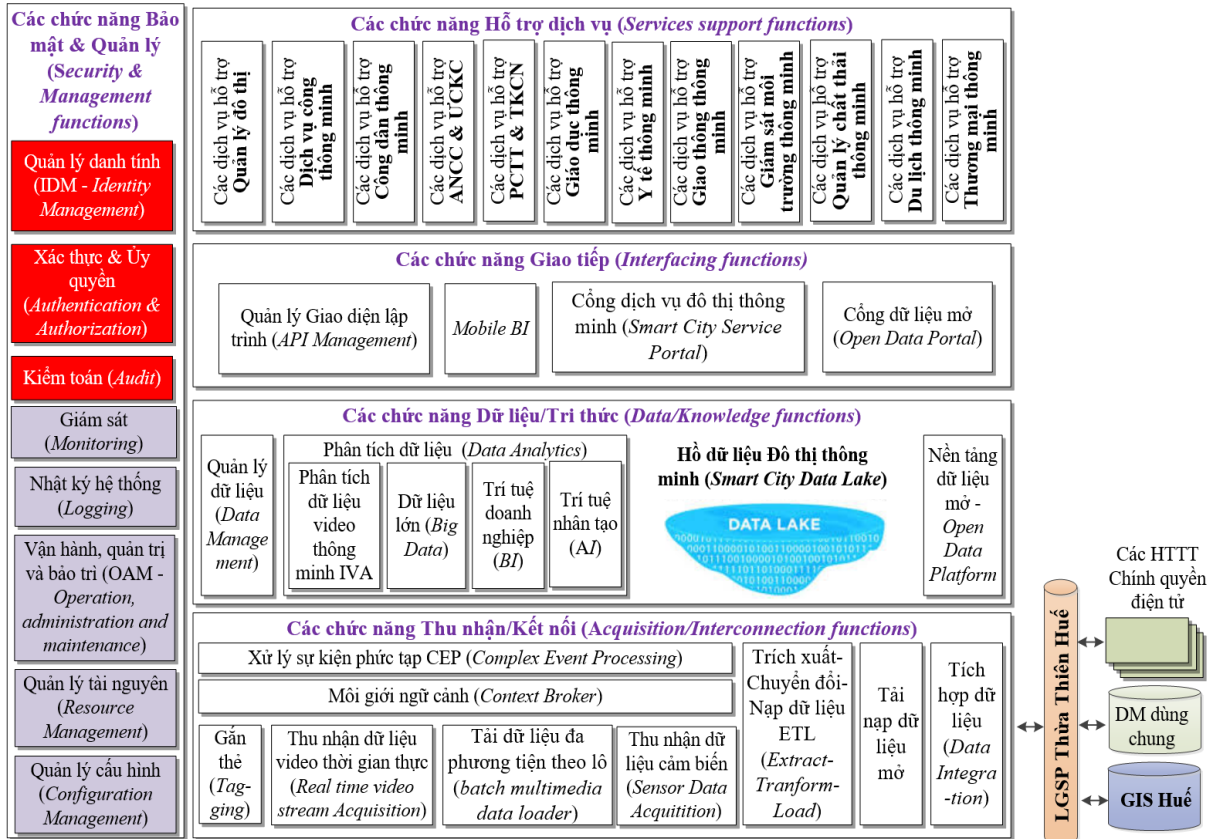 Các chức năng Bảo
mật & Quản lý
(Security &
Management
functions)
Quản lý danh tính
(IDM - Identity
Management)
Xác thực & Ủy
quyền
(Authentication &
Authorization)
Kiểm toán (Audit)
Giám sát
(Monitoring)
Nhật ký hệ thống
(Logging)
Vận hành, quản trị
và bảo trì (OAM -
Operation,
administration and
maintenance)
Quản lý tài nguyên
(Resource
Management)
Quản lý cấu hình
(Configuration
Management)
Các chức năng Hỗ trợ dịch vụ (Services support functions)
Các dịch vụ hỗ trợ
Quản lý đô thị
Các dịch vụ hỗ trợ
Dịch vụ công
thông minh
Các dịch vụ hỗ trợ
Công dân thông
minh
Các dịch vụ hỗ trợ
ANCC & ƯCKC
Các dịch vụ hỗ trợ
PCTT & TKCN
Các dịch vụ hỗ trợ
Giáo dục thông
minh
Các dịch vụ hỗ trợ
Y tế thông minh
Các dịch vụ hỗ trợ
Giao thông thông
minh
Các dịch vụ hỗ trợ
Giám sát môi
trường thông minh
Các dịch vụ hỗ trợ
Quản lý chất thải
thông minh
Các dịch vụ hỗ trợ
Du lịch thông minh
Các dịch vụ hỗ trợ
Thương mại thông
minh
Các chức năng Giao tiếp (Interfacing functions)
Quản lý Giao diện lập
trình (API Management)
Mobile BI
Cổng dịch vụ đô thị thông
minh (Smart City Service
Portal)
Cổng dữ liệu mở
(Open Data Portal)
Các chức năng Dữ liệu/Tri thức (Data/Knowledge functions)
Quản lý
dữ liệu
(Data
Manage
ment)
Phân tích dữ liệu (Data Analytics)
Phân tích
dữ liệu
video
thông
minh IVA
Dữ liệu
lớn (Big
Data)
Trí tuệ
doanh
nghiệp
(BI)
Trí tuệ
nhân tạo
(AI)
Hồ dữ liệu Đô thị thông
minh (Smart City Data Lake)
DATA LAKE
Nền tảng
dữ liệu
mở -
Open
Data
Platform
Các chức năng Thu nhận/Kết nối (Acquisition/Interconnection functions)
Xử lý sự kiện phức tạp CEP (Complex Event Processing)
Môi giới ngữ cảnh (Context Broker)
Gắn
thẻ
(Tag-
ging)
Thu nhận dữ liệu
video thời gian thực
(Real time video
stream Acquisition)
Tải dữ liệu đa
phương tiện theo lô
(batch multimedia
data loader)
Thu nhận dữ
liệu cảm biến
(Sensor Data
Acquitition)
Trích xuất-
Chuyển đổi-
Nạp dữ liệu
ETL
(Extract-
Tranform-
Load)
Tải
nạp dữ
liệu
mở
Tích
hợp dữ
liệu
(Data
Integra
-tion)
LGSP Thừa Thiên Huế
Các HTTT
Chính quyền
điện tử
DM dùng
chung
GIS Huế